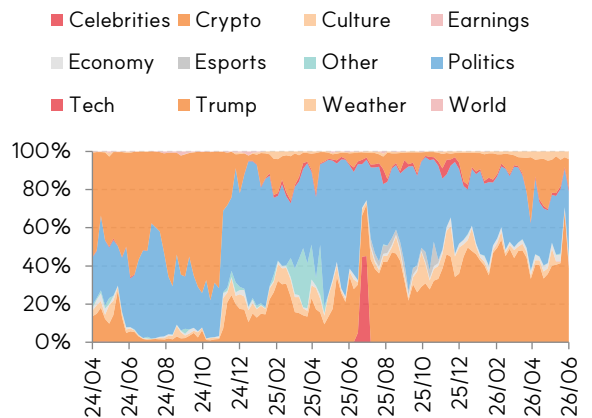 Celebrities Crypto Culture Earnings
Economy Esports Other Politics
Tech Trump Weather World
100%
80%
60%
40%
20%
0%
24/04 24/06 24/08 24/10 24/12 25/02 25/04 25/06 25/08 25/10 25/12 26/02 26/04 26/06